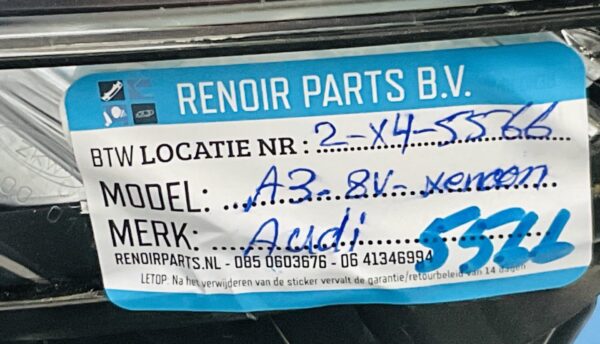 RENOIR PARTS B.V.
BTW LOCATIE NR: 2-X4-5566
MODEL: A3-8V-xenoon
MERK: Audi 5566
RENOIRPARTS.NL - 085 0603676 - 06 41346994
LETOP: Na het verwijderen van de sticker vervalt de garantie/retourbeleid van 14 dagen